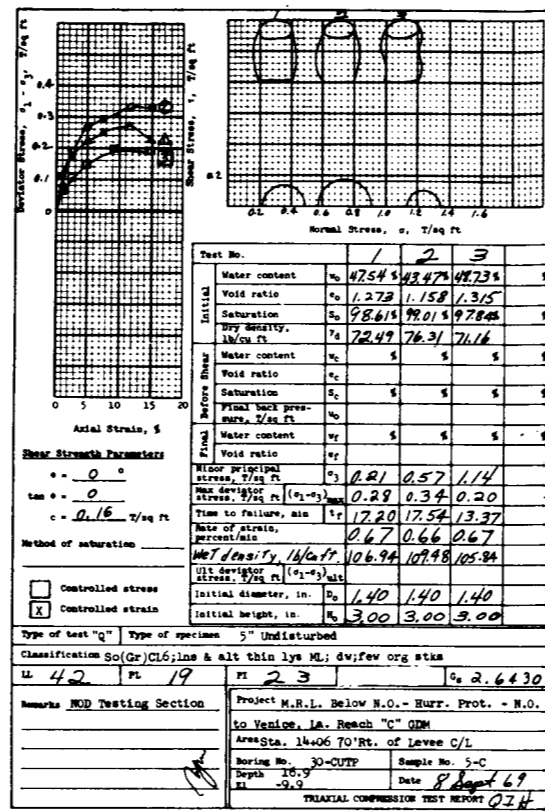 Deviator Stress, σ1 - σ3, T/sq ft
Shear Stress, τ, T/sq ft
0.4
0.3
0.2
0.1
0
0 5 10 15 20
Axial Strain, %
1 2 3
0.2
0.2 0.4 0.6 0.8 1.0 1.2 1.4 1.6
Normal Stress, σ, T/sq ft
Test No. 1 2 3
Initial
Water content w₀ 47.54 % 43.47 % 48.73 % %
Void ratio e₀ 1.273 1.158 1.315
Saturation S₀ 98.61 % 99.01 % 97.84 % %
Dry density, lb/cu ft γd 72.49 76.31 71.16
Before Shear
Water content wc % % % %
Void ratio ec
Saturation Sc % % % %
Final back pressure, T/sq ft u₀
Final
Water content wf % % % %
Void ratio ef
Minor principal stress, T/sq ft σ3 0.21 0.57 1.14
Max deviator stress, T/sq ft (σ1-σ3)max 0.28 0.34 0.20
Time to failure, min tf 17.20 17.54 13.37
Rate of strain, percent/min 0.67 0.66 0.67
Wet density, lb/cu ft. 106.94 109.48 105.84
Ult deviator stress, T/sq ft (σ1-σ3)ult
Initial diameter, in. D₀ 1.40 1.40 1.40
Initial height, in. H₀ 3.00 3.00 3.00
Shear Strength Parameters
φ = 0 °
tan φ = 0
c = 0.16 T/sq ft
Method of saturation
Controlled stress
X Controlled strain
Type of test "Q" Type of specimen 5" Undisturbed
Classification So(Gr)CL6;lns & alt thin lys ML; dw;few org stks
LL 42 PL 19 PI 23 Gs 2.6430
Remarks NOD Testing Section
Project M.R.L. Below N.O.- Hurr. Prot. - N.O.
to Venice, La. Reach "C" GDM
Area Sta. 14+06 70'Rt. of Levee C/L
Boring No. 30-CUTP Sample No. 5-C
Depth 16.9
El -9.9
Date 8 Sept 69
TRIAXIAL COMPRESSION TEST REPORT